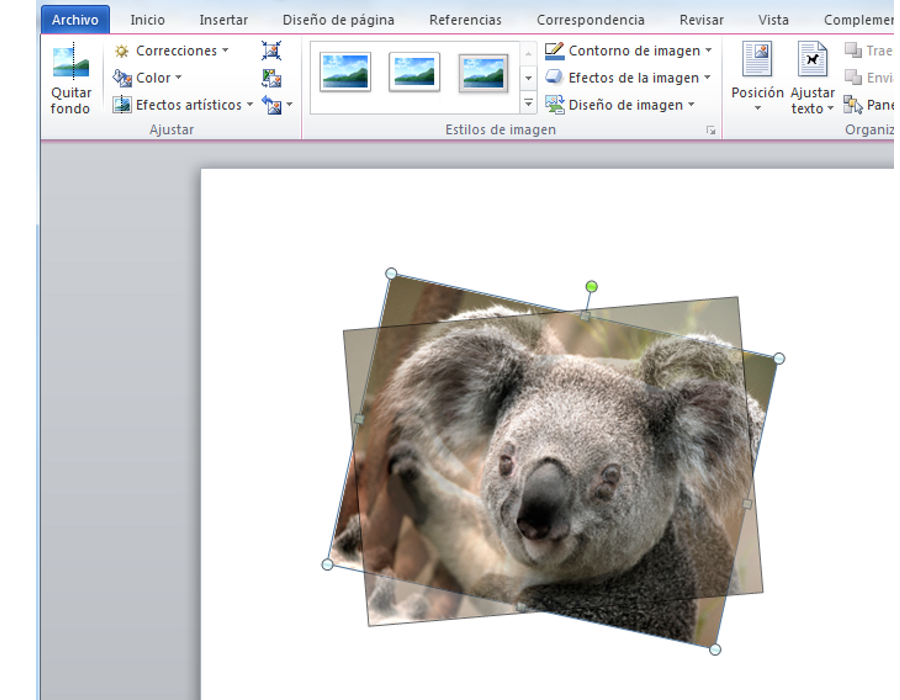 Archivo Inicio Insertar Diseño de página Referencias Correspondencia Revisar Vista Complemen
Correcciones Contorno de imagen Trae
Color Efectos de la imagen Envi
Quitar fondo Efectos artísticos Diseño de imagen Posición Ajustar texto Pane
Ajustar Estilos de imagen Organiz